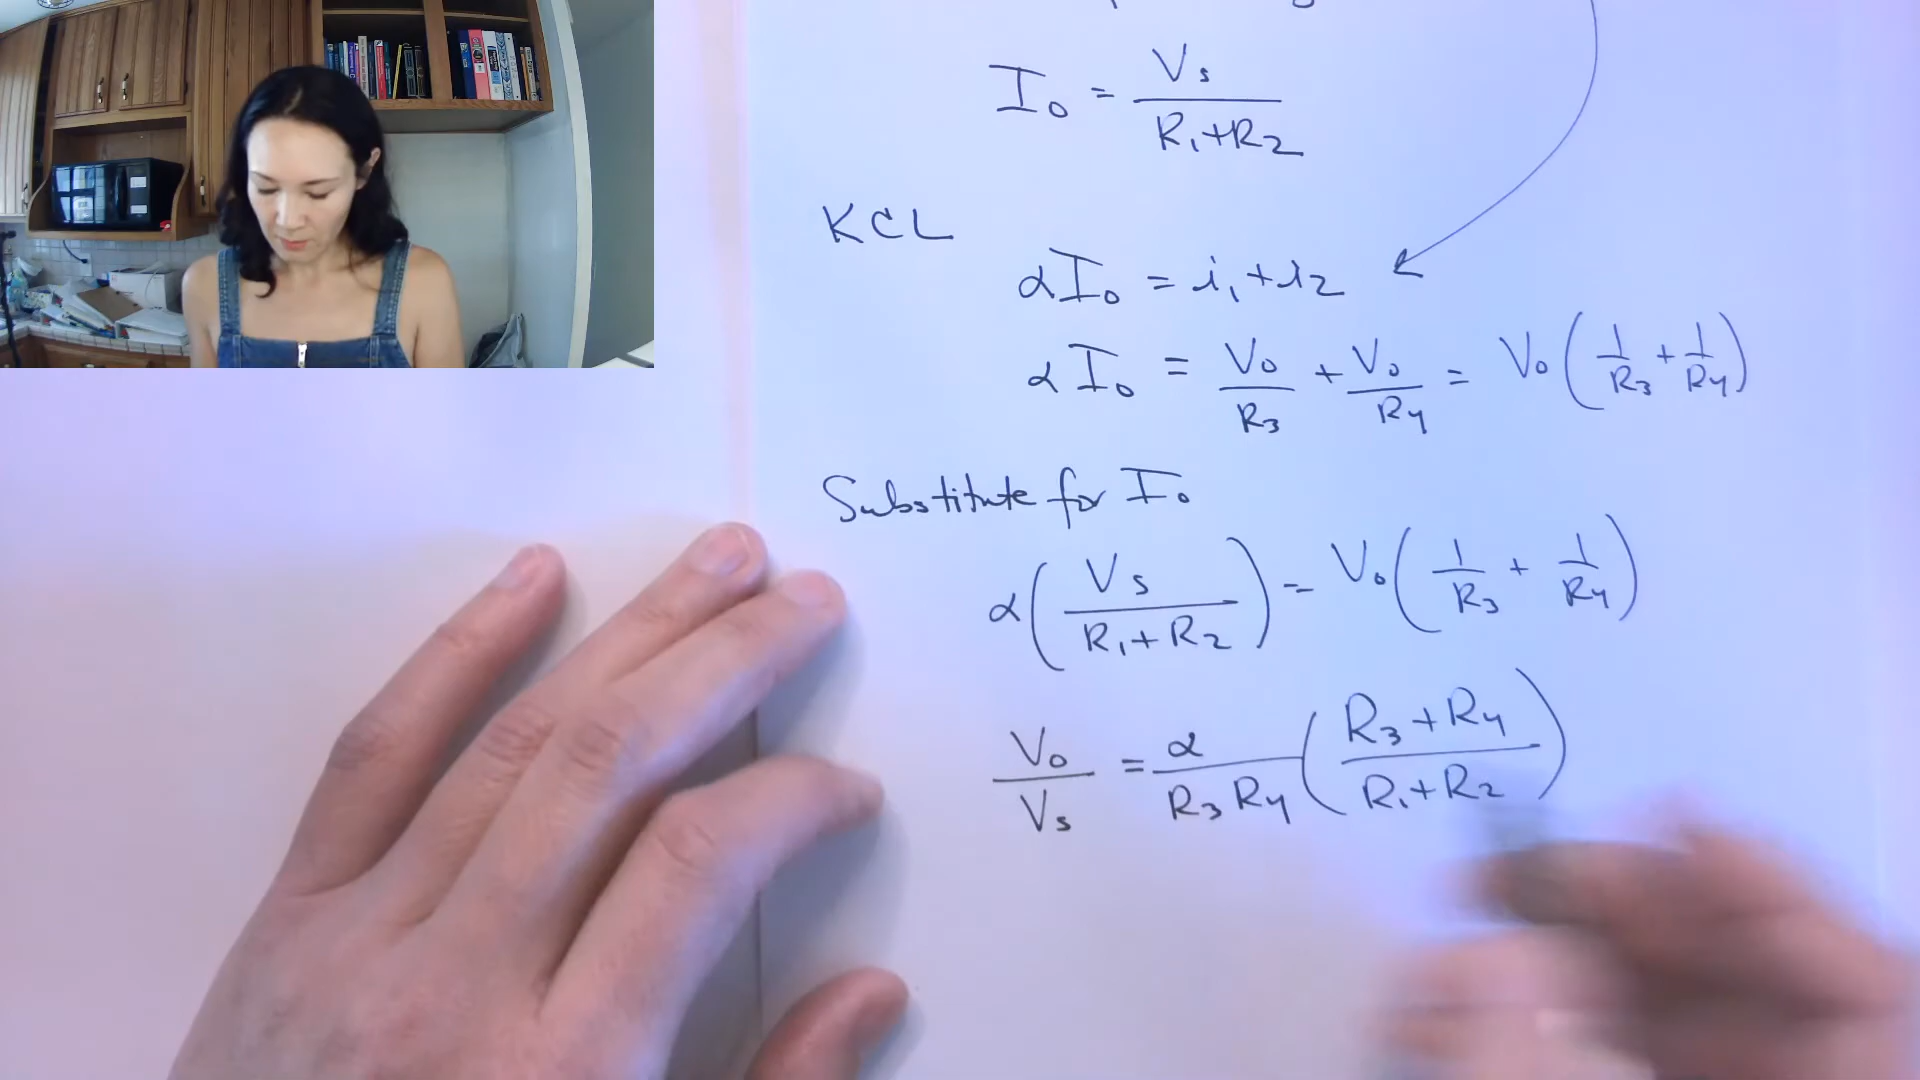 I₀ = Vs / (R₁+R₂)
KCL
αI₀ = i₁+i₂
αI₀ = V₀/R₃ + V₀/R₄ = V₀(1/R₃ + 1/R₄)
Substitute for I₀
α(Vs / (R₁+R₂)) = V₀(1/R₃ + 1/R₄)
V₀/Vs = α/(R₃R₄) ((R₃+R₄)/(R₁+R₂))